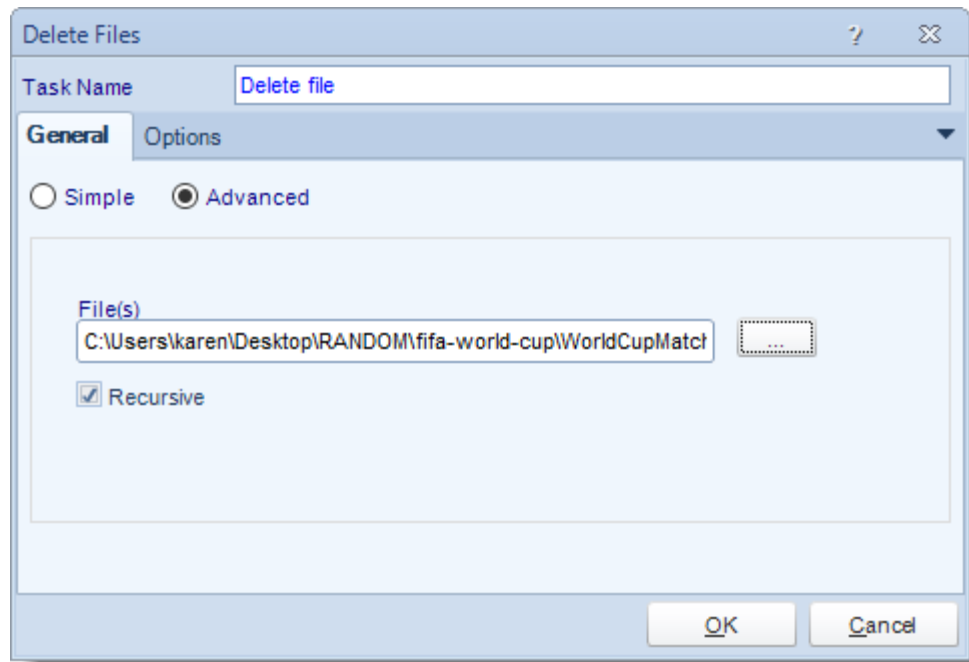 Delete Files
Task Name Delete file
General Options
Simple Advanced
File(s)
C:\Users\karen\Desktop\RANDOM\fifa-world-cup\WorldCupMatch ...
Recursive
OK Cancel